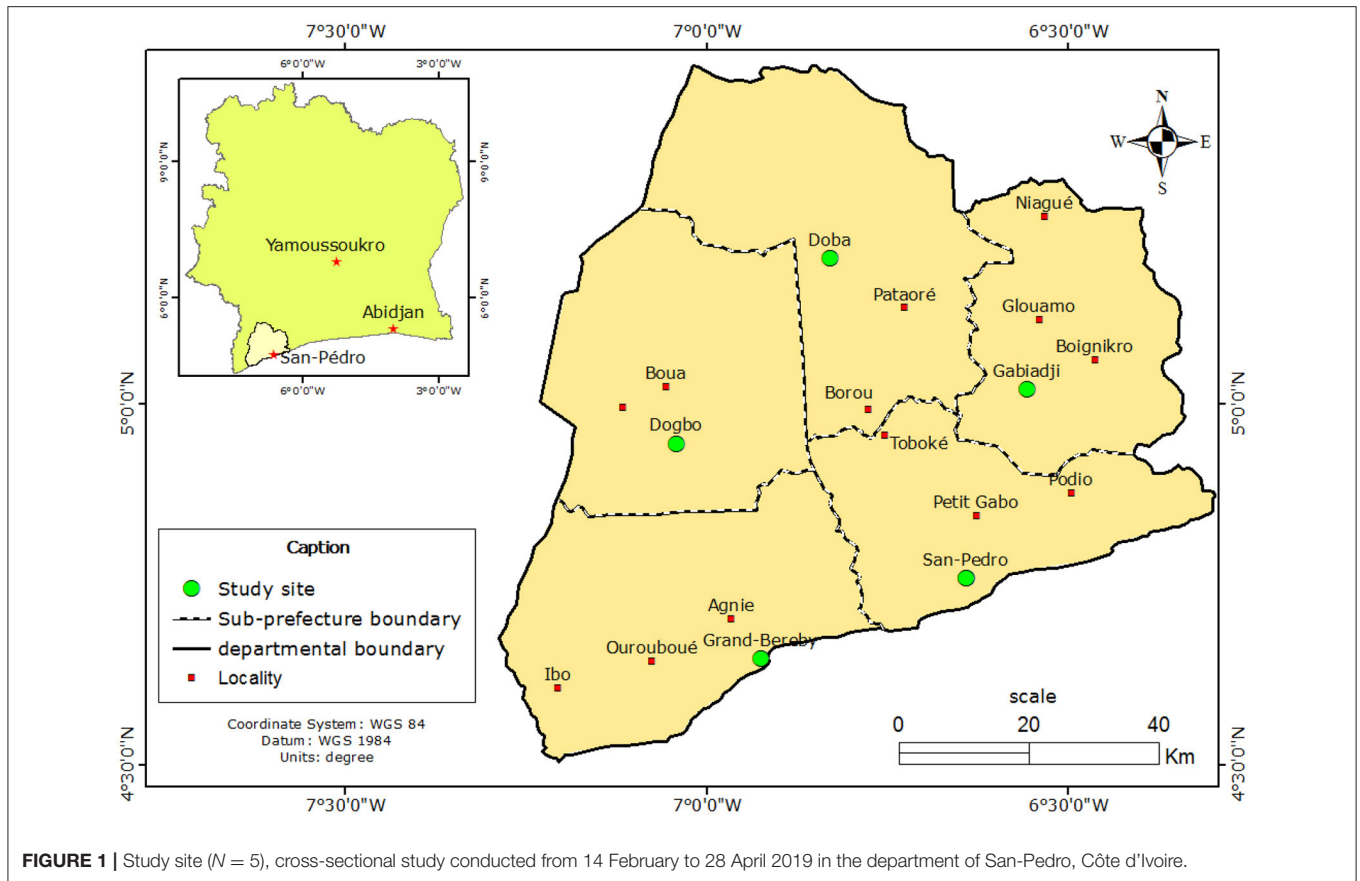 7°30'0"W 7°0'0"W 6°30'0"W
6°0'0"W 3°0'0"W
9°0'0"N 9°0'0"N
6°0'0"N 6°0'0"N
Yamoussoukro
Abidjan
San-Pédro
6°0'0"W 3°0'0"W
N
W E
S
Niagué
Doba
Pataoré
Glouamo
Boignikro
Gabiadji
Boua
Borou
5°0'0"N 5°0'0"N
Dogbo
Toboké
Podio
Petit Gabo
San-Pedro
Agnie
Grand-Bereby
Ourouboué
Ibo
Caption
Study site
Sub-prefecture boundary
departmental boundary
Locality
Coordinate System: WGS 84
Datum: WGS 1984
Units: degree
scale
0 20 40
Km
4°30'0"N 4°30'0"N
7°30'0"W 7°0'0"W 6°30'0"W
FIGURE 1 | Study site (N = 5), cross-sectional study conducted from 14 February to 28 April 2019 in the department of San-Pedro, Côte d'Ivoire.